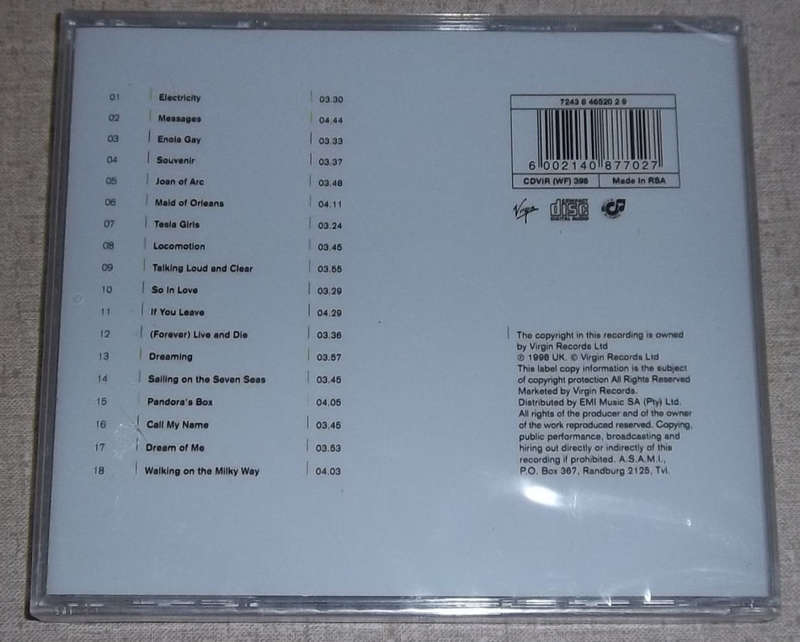 01 Electricity 03.30
02 Messages 04.44
03 Enola Gay 03.33
04 Souvenir 03.37
05 Joan of Arc 03.48
06 Maid of Orleans 04.11
07 Tesla Girls 03.24
08 Locomotion 03.45
09 Talking Loud and Clear 03.55
10 So In Love 03.29
11 If You Leave 04.29
12 (Forever) Live and Die 03.36
13 Dreaming 03.57
14 Sailing on the Seven Seas 03.45
15 Pandora's Box 04.05
16 Call My Name 03.45
17 Dream of Me 03.53
18 Walking on the Milky Way 04.03
7243 8 46520 2 9
6 002140 877027
CDVIR (WF) 398 Made in RSA
Virgin
COMPACT
disc
DIGITAL AUDIO
The copyright in this recording is owned
by Virgin Records Ltd
℗ 1998 UK. © Virgin Records Ltd
This label copy information is the subject
of copyright protection All Rights Reserved
Marketed by Virgin Records.
Distributed by EMI Music SA (Pty) Ltd.
All rights of the producer and of the owner
of the work reproduced reserved. Copying,
public performance, broadcasting and
hiring out directly or indirectly of this
recording if prohibited. A.S.A.M.I.,
P.O. Box 367, Randburg 2125, Tvl.